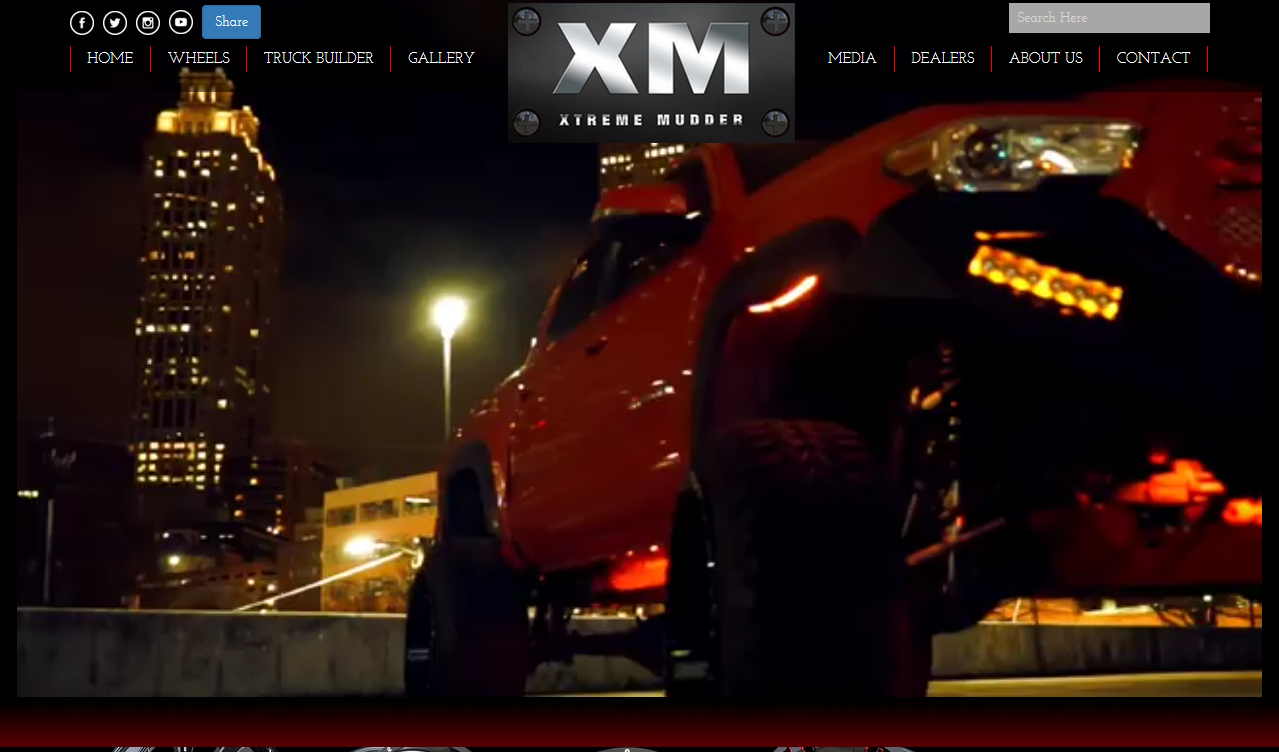 Share
Search Here
XM
XTREME MUDDER
HOME WHEELS TRUCK BUILDER GALLERY MEDIA DEALERS ABOUT US CONTACT